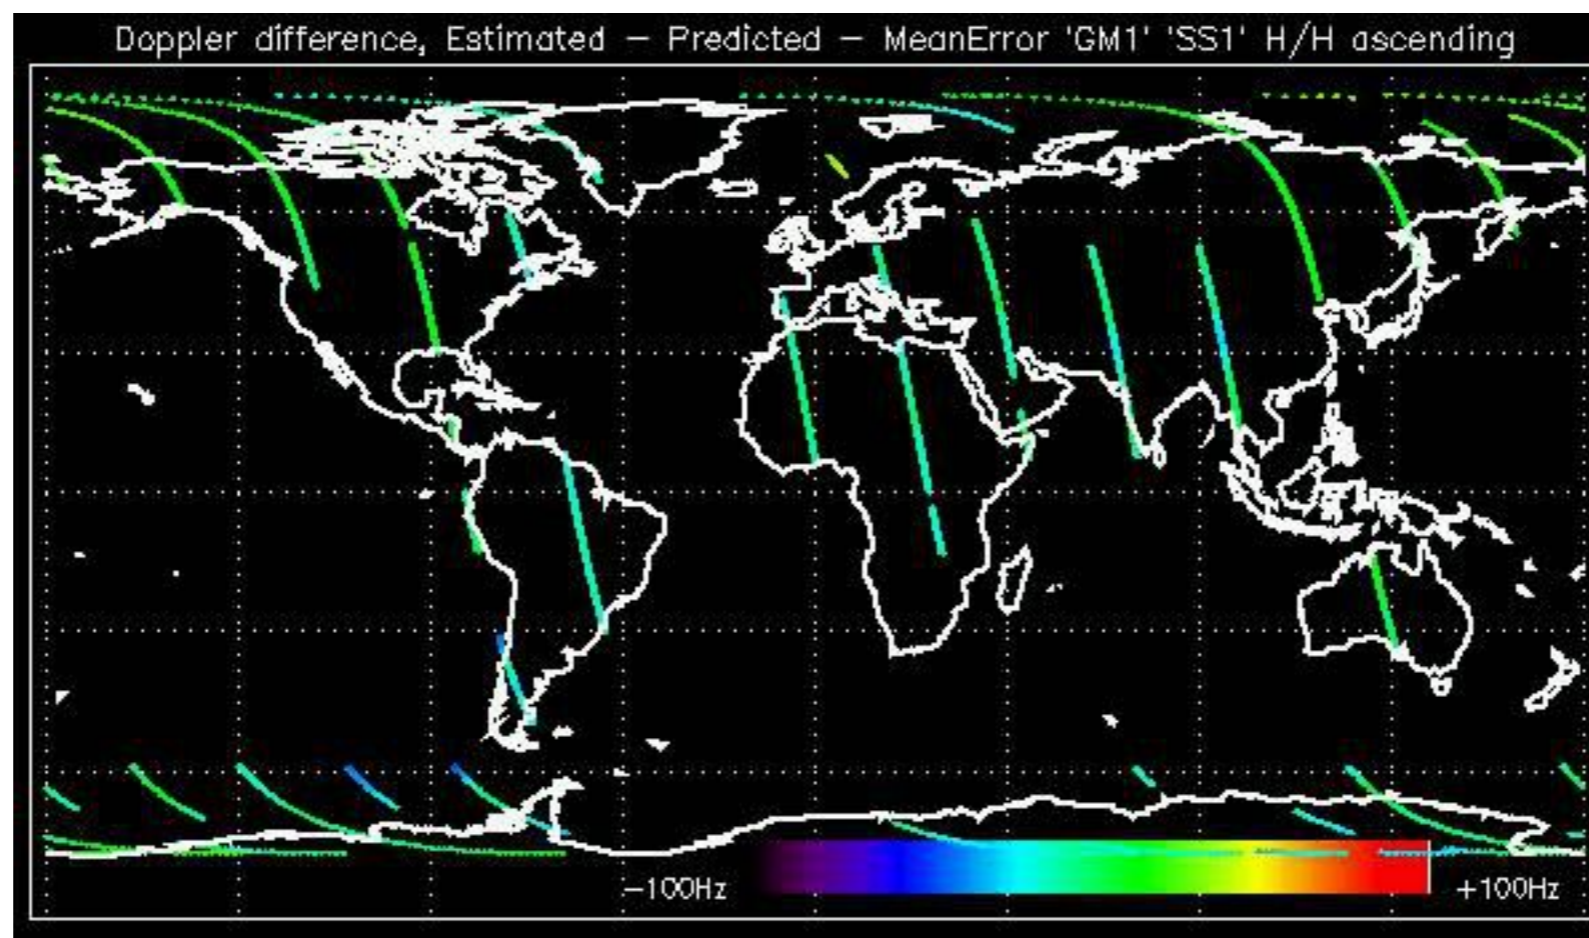 Doppler difference, Estimated − Predicted − MeanError 'GM1' 'SS1' H/H ascending
−100Hz
+100Hz